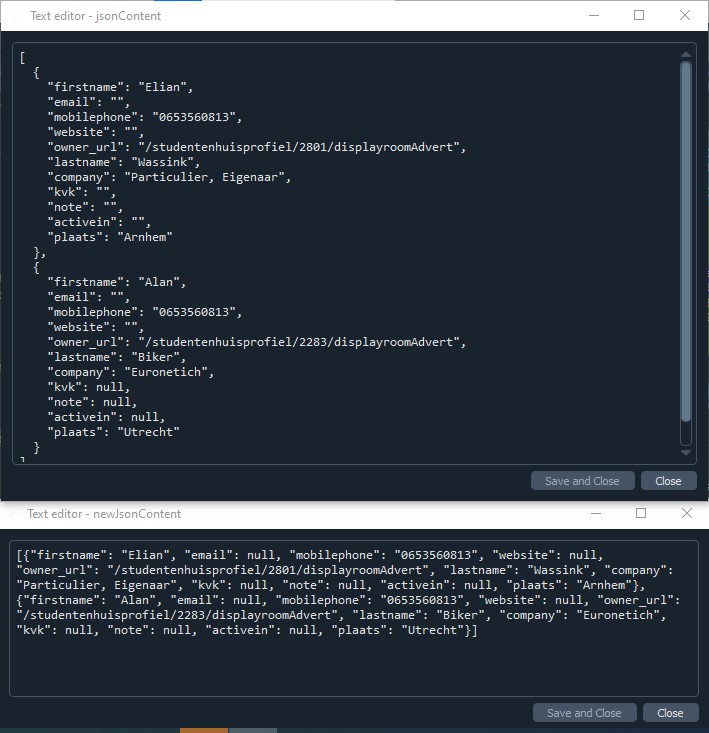 Text editor - jsonContent
[
  {
    "firstname": "Elian",
    "email": "",
    "mobilephone": "0653560813",
    "website": "",
    "owner_url": "/studentenhuisprofiel/2801/displayroomAdvert",
    "lastname": "Wassink",
    "company": "Particulier, Eigenaar",
    "kvk": "",
    "note": "",
    "activein": "",
    "plaats": "Arnhem"
  },
  {
    "firstname": "Alan",
    "email": "",
    "mobilephone": "0653560813",
    "website": "",
    "owner_url": "/studentenhuisprofiel/2283/displayroomAdvert",
    "lastname": "Biker",
    "company": "Euronetich",
    "kvk": null,
    "note": null,
    "activein": null,
    "plaats": "Utrecht"
  }
]
Save and Close Close
Text editor - newJsonContent
[{"firstname": "Elian", "email": null, "mobilephone": "0653560813", "website": null,
"owner_url": "/studentenhuisprofiel/2801/displayroomAdvert", "lastname": "Wassink", "company":
"Particulier, Eigenaar", "kvk": null, "note": null, "activein": null, "plaats": "Arnhem"},
{"firstname": "Alan", "email": null, "mobilephone": "0653560813", "website": null, "owner_url":
"/studentenhuisprofiel/2283/displayroomAdvert", "lastname": "Biker", "company": "Euronetich",
"kvk": null, "note": null, "activein": null, "plaats": "Utrecht"}]
Save and Close Close